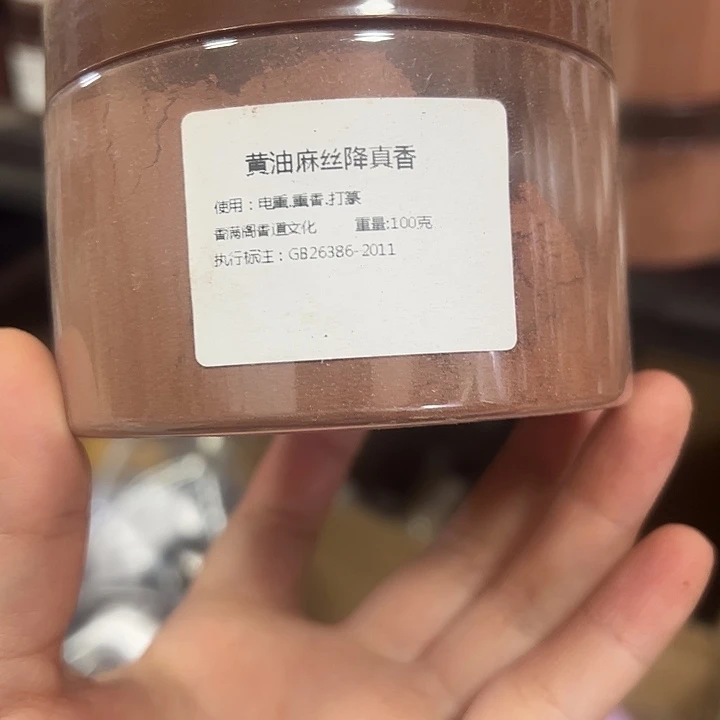 黄油麻丝降真香
使用：电熏.熏香.打篆
香满阁香道文化 重量:100克
执行标注：GB26386-2011